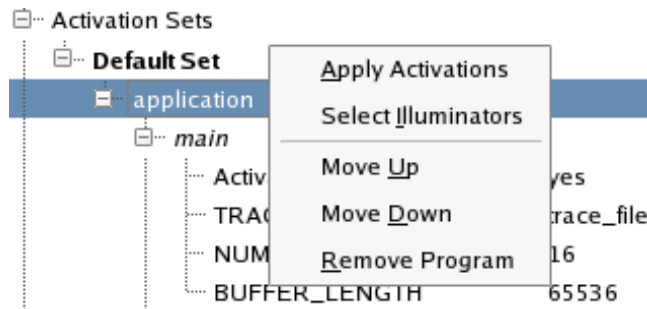 Activation Sets
Default Set
Apply Activations
application
Select Illuminators
main
Move Up
Activ yes
Move Down
TRAC trace_file
NUM 16
Remove Program
BUFFER_LENGTH 65536